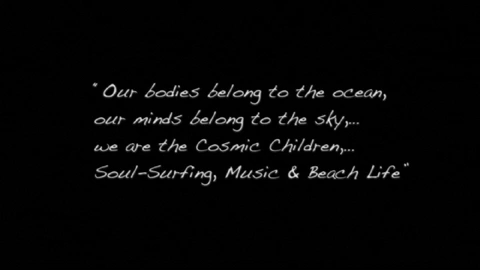 "Our bodies belong to the ocean,
our minds belong to the sky,...
we are the Cosmic Children,...
Soul-Surfing, Music & Beach Life"